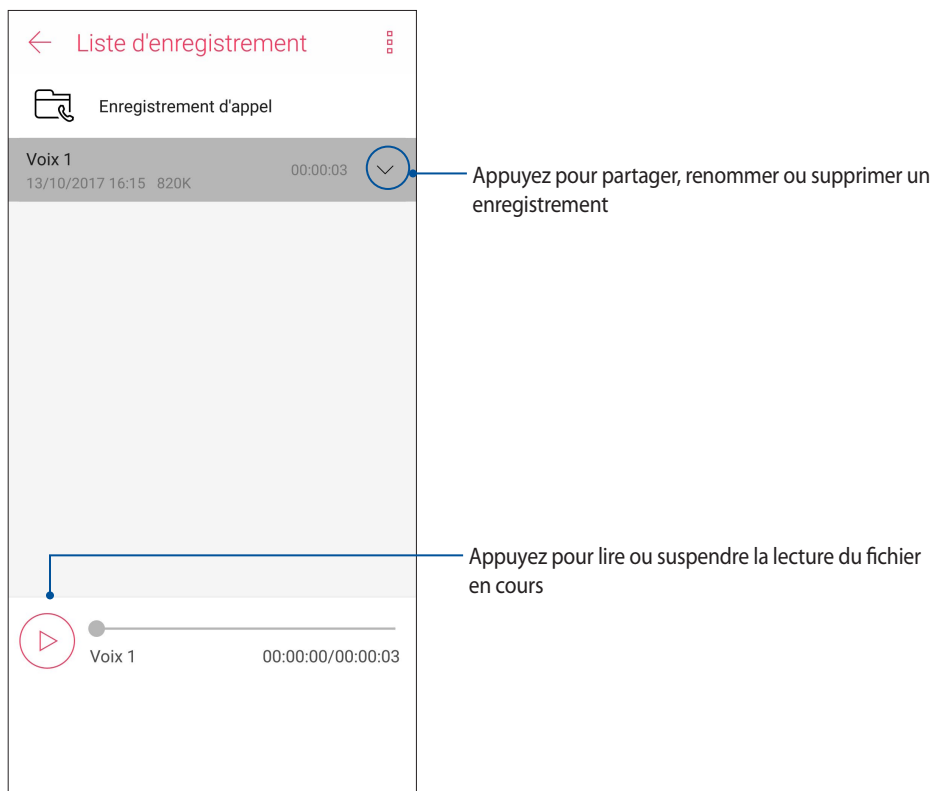 Liste d'enregistrement
Enregistrement d'appel
Voix 1
00:00:03
13/10/2017 16:15 820K
Appuyez pour partager, renommer ou supprimer un
enregistrement
Appuyez pour lire ou suspendre la lecture du fichier
en cours
Voix 1
00:00:00/00:00:03